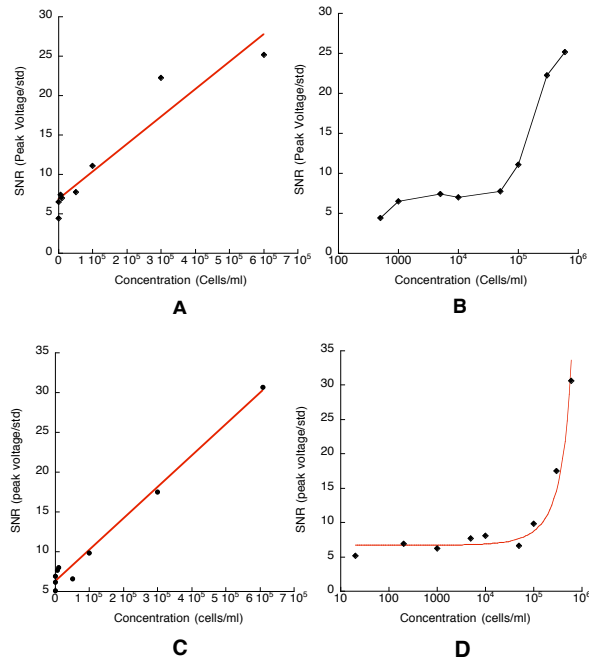 30
25
20
15
10
5
0
SNR (Peak Voltage/std)
0 1 10⁵ 2 10⁵ 3 10⁵ 4 10⁵ 5 10⁵ 6 10⁵ 7 10⁵
Concentration (Cells/ml)
A
30
25
20
15
10
5
0
SNR (Peak Voltage/std)
100 1000 10⁴ 10⁵ 10⁶
Concentration (Cells/ml)
B
35
30
25
20
15
10
5
SNR (peak voltage/std)
0 1 10⁵ 2 10⁵ 3 10⁵ 4 10⁵ 5 10⁵ 6 10⁵ 7 10⁵
Concentration (Cells/ml)
C
35
30
25
20
15
10
5
0
SNR (peak voltage/std)
10 100 1000 10⁴ 10⁵ 10⁶
Concentration (cells/ml)
D